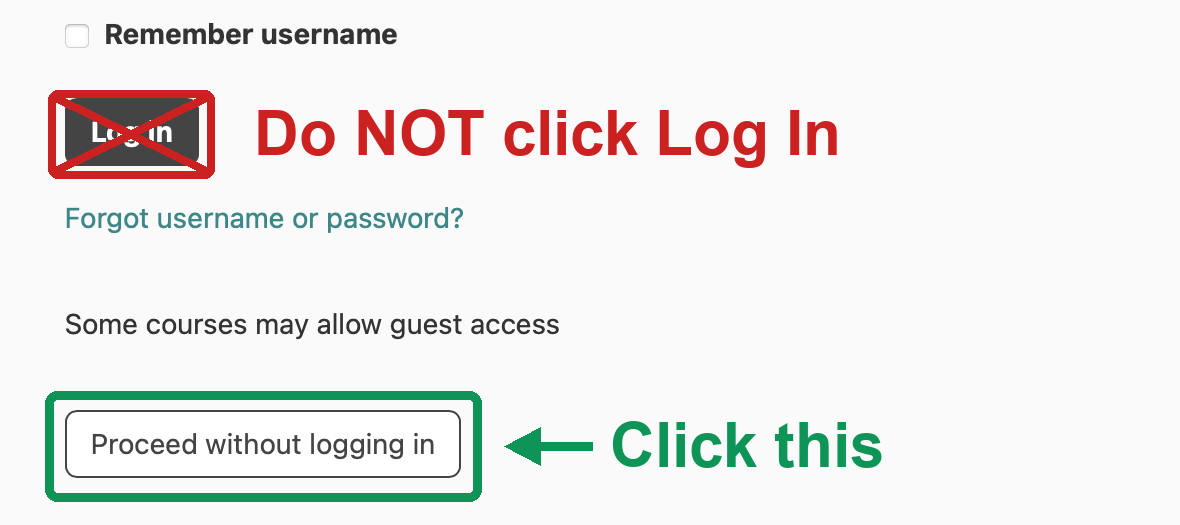 Remember username
Log in
Do NOT click Log In
Forgot username or password?
Some courses may allow guest access
Proceed without logging in
Click this